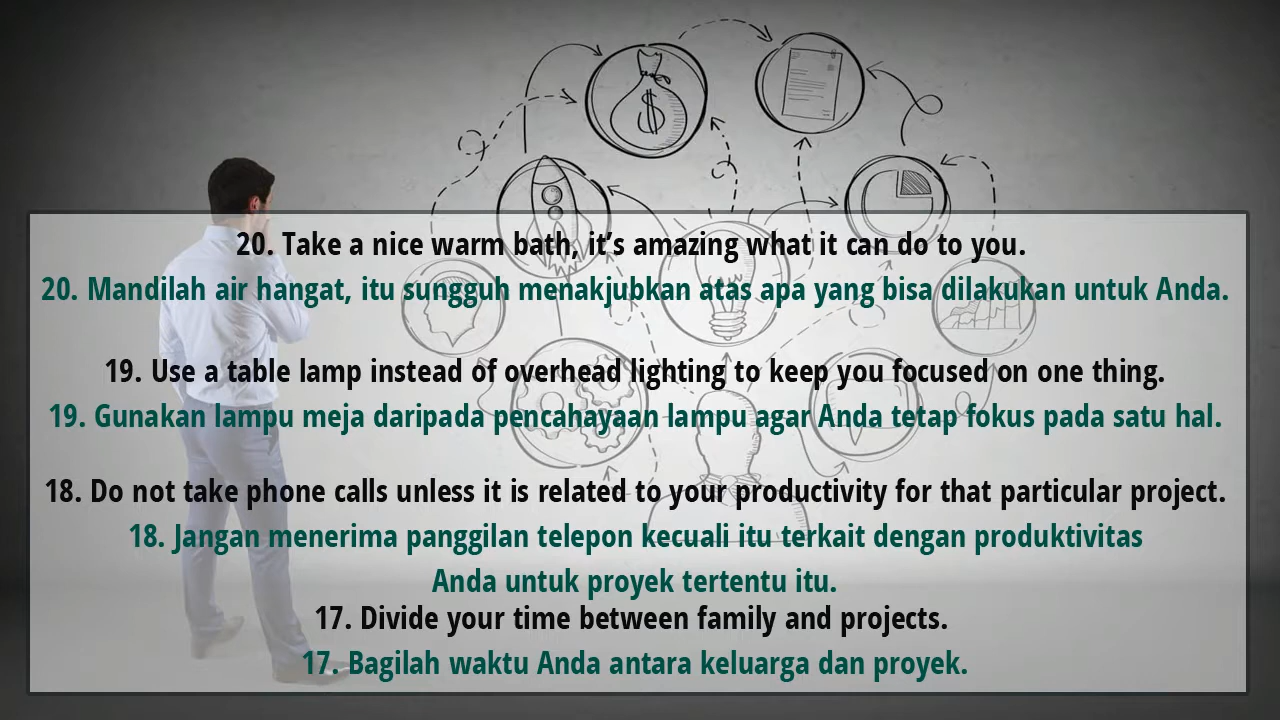 20. Take a nice warm bath, it’s amazing what it can do to you.
20. Mandilah air hangat, itu sungguh menakjubkan atas apa yang bisa dilakukan untuk Anda.
19. Use a table lamp instead of overhead lighting to keep you focused on one thing.
19. Gunakan lampu meja daripada pencahayaan lampu agar Anda tetap fokus pada satu hal.
18. Do not take phone calls unless it is related to your productivity for that particular project.
18. Jangan menerima panggilan telepon kecuali itu terkait dengan produktivitas
Anda untuk proyek tertentu itu.
17. Divide your time between family and projects.
17. Bagilah waktu Anda antara keluarga dan proyek.